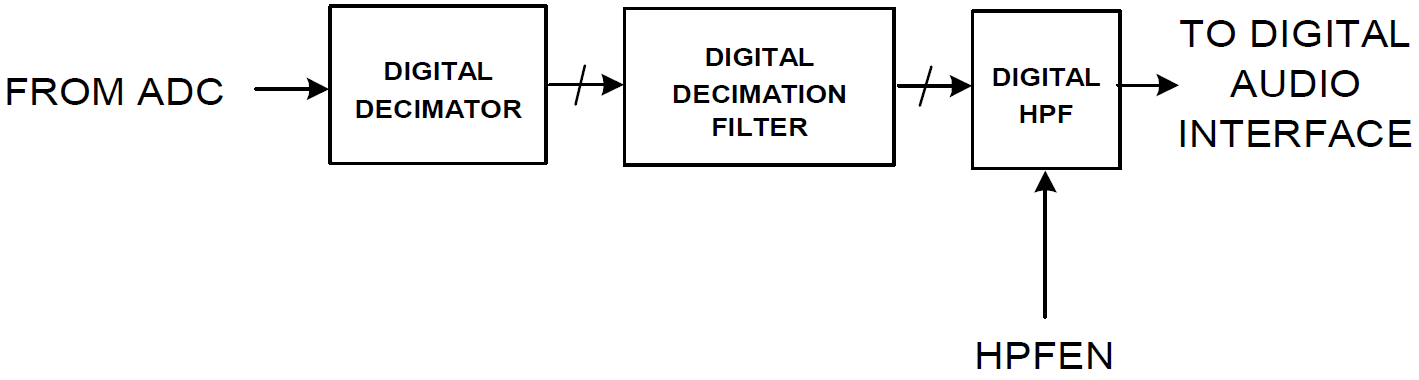 FROM ADC
DIGITAL
DECIMATOR
DIGITAL
DECIMATION
FILTER
DIGITAL
HPF
TO DIGITAL
AUDIO
INTERFACE
HPFEN